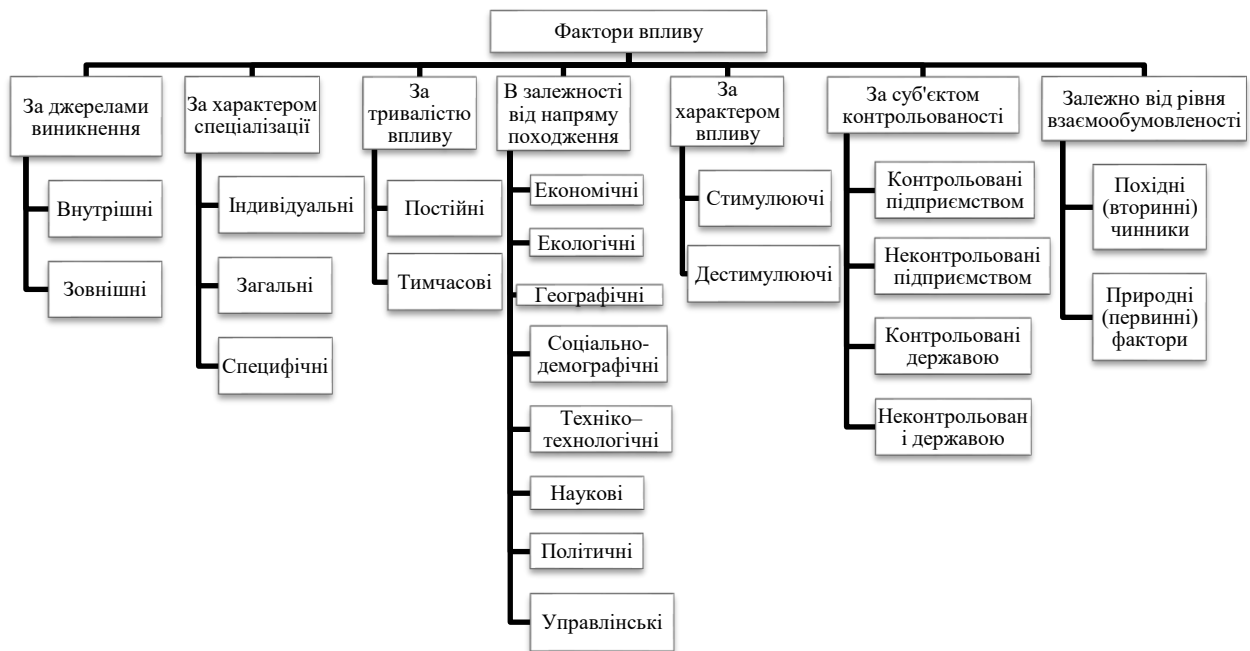 Фактори впливу
За джерелами
виникнення
Внутрішні
Зовнішні
За характером
спеціалізації
Індивідуальні
Загальні
Специфічні
За
тривалістю
впливу
Постійні
Тимчасові
В залежності
від напряму
походження
Економічні
Екологічні
Географічні
Соціально-
демографічні
Техніко–
технологічні
Наукові
Політичні
Управлінські
За
характером
впливу
Стимулюючі
Дестимулюючі
За суб'єктом
контрольованості
Контрольовані
підприємством
Неконтрольовані
підприємством
Контрольовані
державою
Неконтрольован
і державою
Залежно від рівня
взаємообумовленості
Похідні
(вторинні)
чинники
Природні
(первинні)
фактори